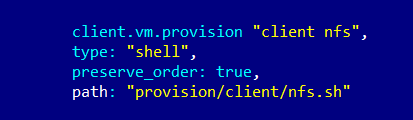 client.vm.provision "client nfs",
type: "shell",
preserve_order: true,
path: "provision/client/nfs.sh"